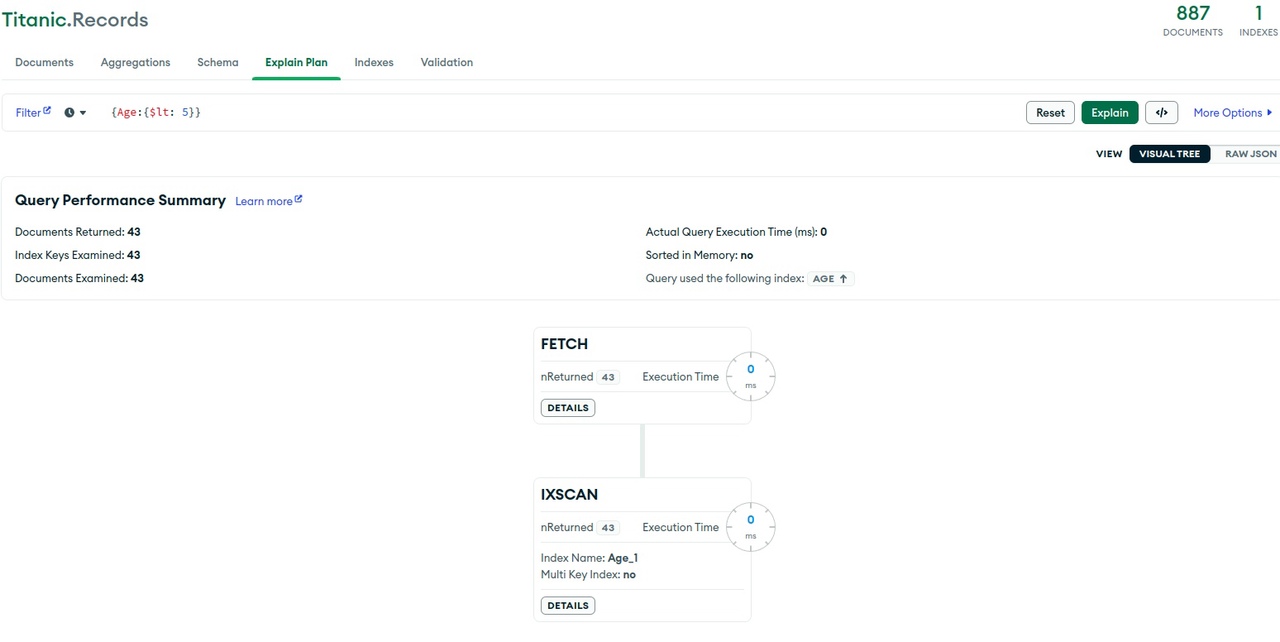 Titanic.Records
887
DOCUMENTS
1
INDEXES
Documents Aggregations Schema Explain Plan Indexes Validation
Filter {Age:{$lt: 5}} Reset Explain </> More Options
VIEW VISUAL TREE RAW JSON
Query Performance Summary Learn more
Documents Returned: 43
Index Keys Examined: 43
Documents Examined: 43
Actual Query Execution Time (ms): 0
Sorted in Memory: no
Query used the following index: AGE ↑
FETCH
nReturned 43 Execution Time 0 ms
DETAILS
IXSCAN
nReturned 43 Execution Time 0 ms
Index Name: Age_1
Multi Key Index: no
DETAILS